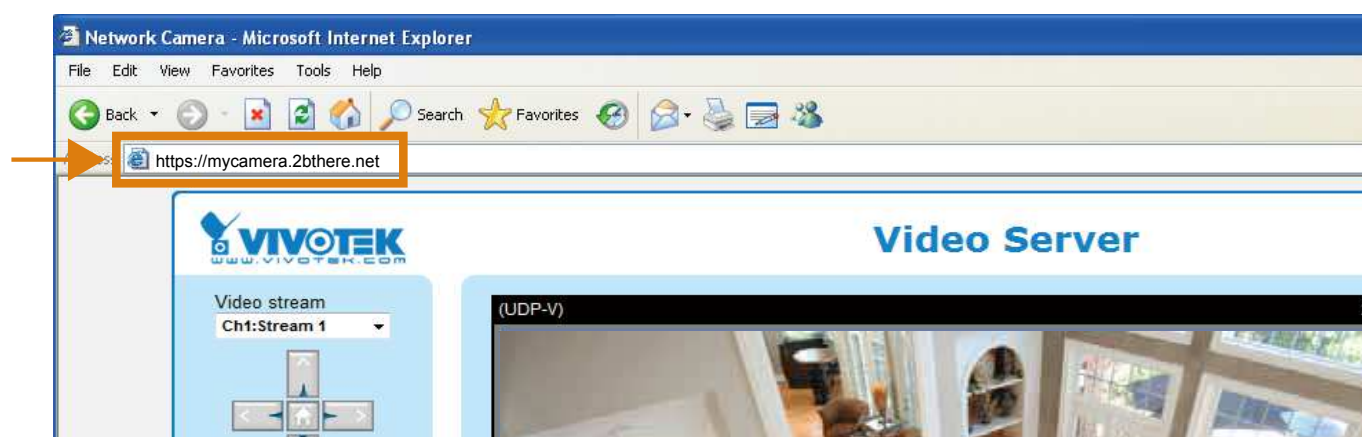 Network Camera - Microsoft Internet Explorer
File Edit View Favorites Tools Help
Back Search Favorites
https://mycamera.2bthere.net
VIVOTEK
www.vivotek.com
Video Server
Video stream
(UDP-V)
Ch1:Stream 1